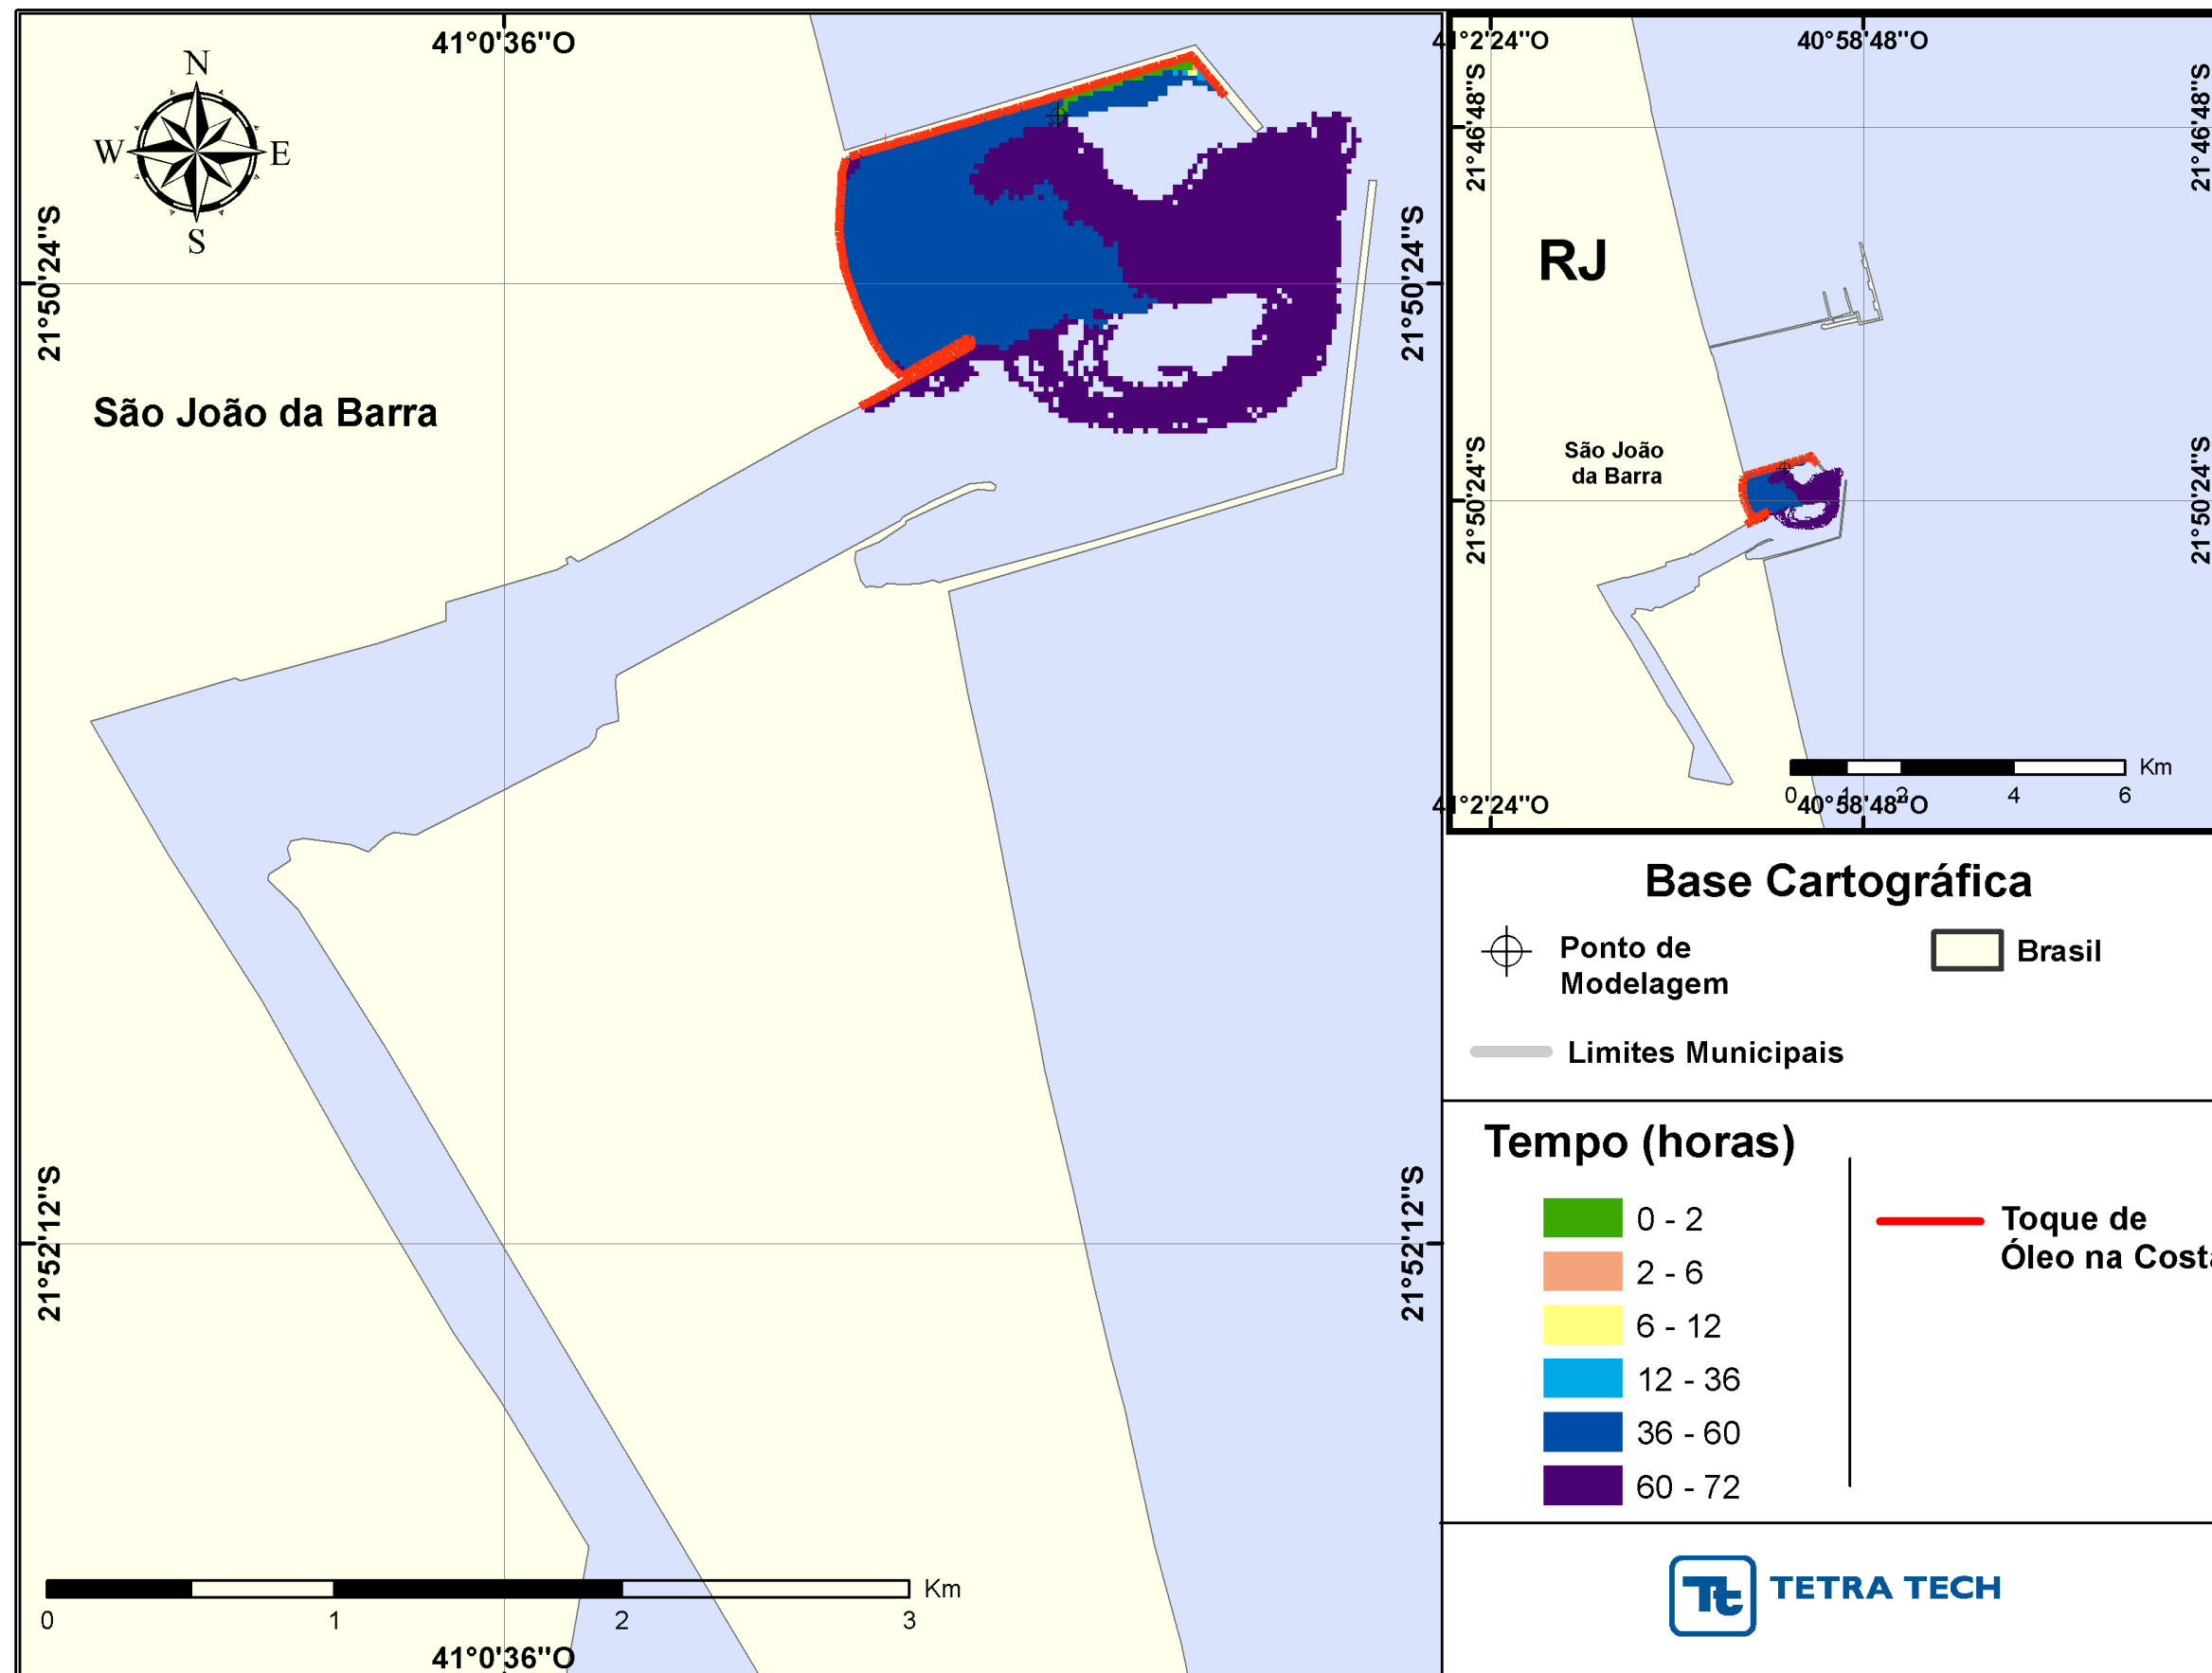 41°0'36"O
N
W
E
S
21°50'24"S
21°50'24"S
São João da Barra
21°52'12"S
21°52'12"S
0
1
2
3
Km
41°0'36"O
41°2'24"O
40°58'48"O
21°46'48"S
21°46'48"S
RJ
São João
da Barra
21°50'24"S
21°50'24"S
Km
0
1
2
4
6
41°2'24"O
40°58'48"O
Base Cartográfica
Ponto de
Modelagem
Brasil
Limites Municipais
Tempo (horas)
0 - 2
2 - 6
6 - 12
12 - 36
36 - 60
60 - 72
Toque de
Óleo na Costa
Tt
TETRA TECH